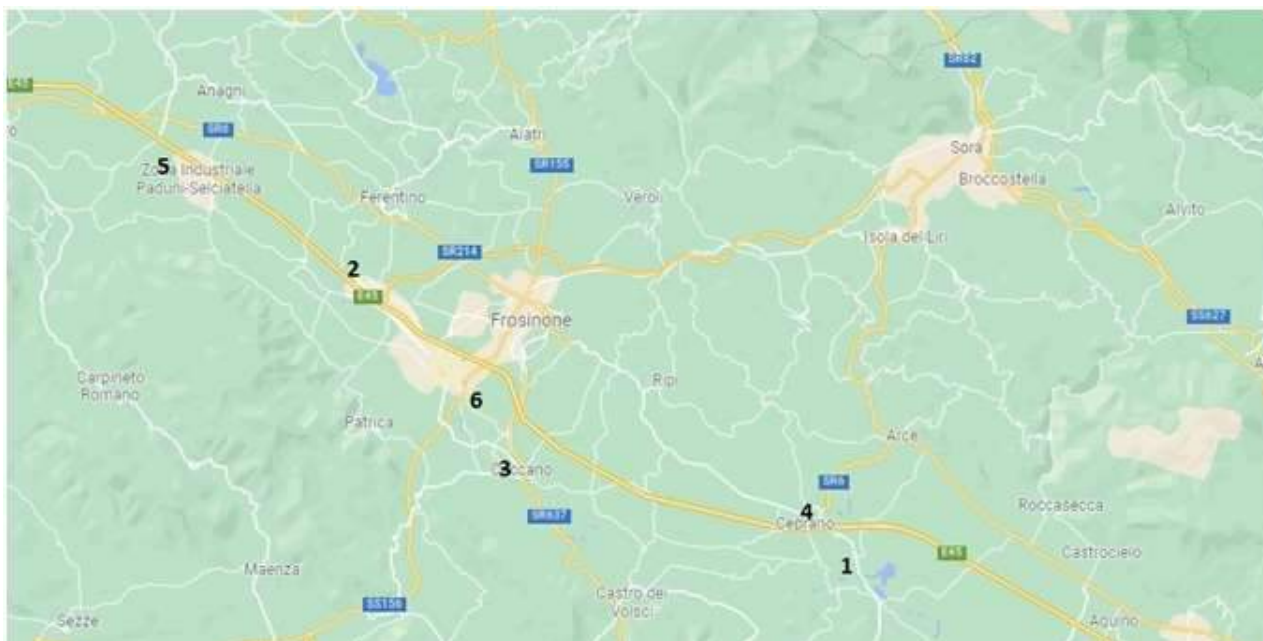 E45
Anagni
SR6
Alatri
SR82
Sora
Broccostella
5
Zona Industriale
Paduni-Selciatella
SR155
Ferentino
Veroli
Alvito
Isola del Liri
SR214
2
E45
Frosinone
SS627
Carpineto
Romano
Ripi
6
Patrica
Arce
3
Ceccano
SR6
Roccasecca
4
Ceprano
SR637
E45
Castrocielo
1
Maenza
Castro dei
Volsci
SS156
Sezze
Aquino